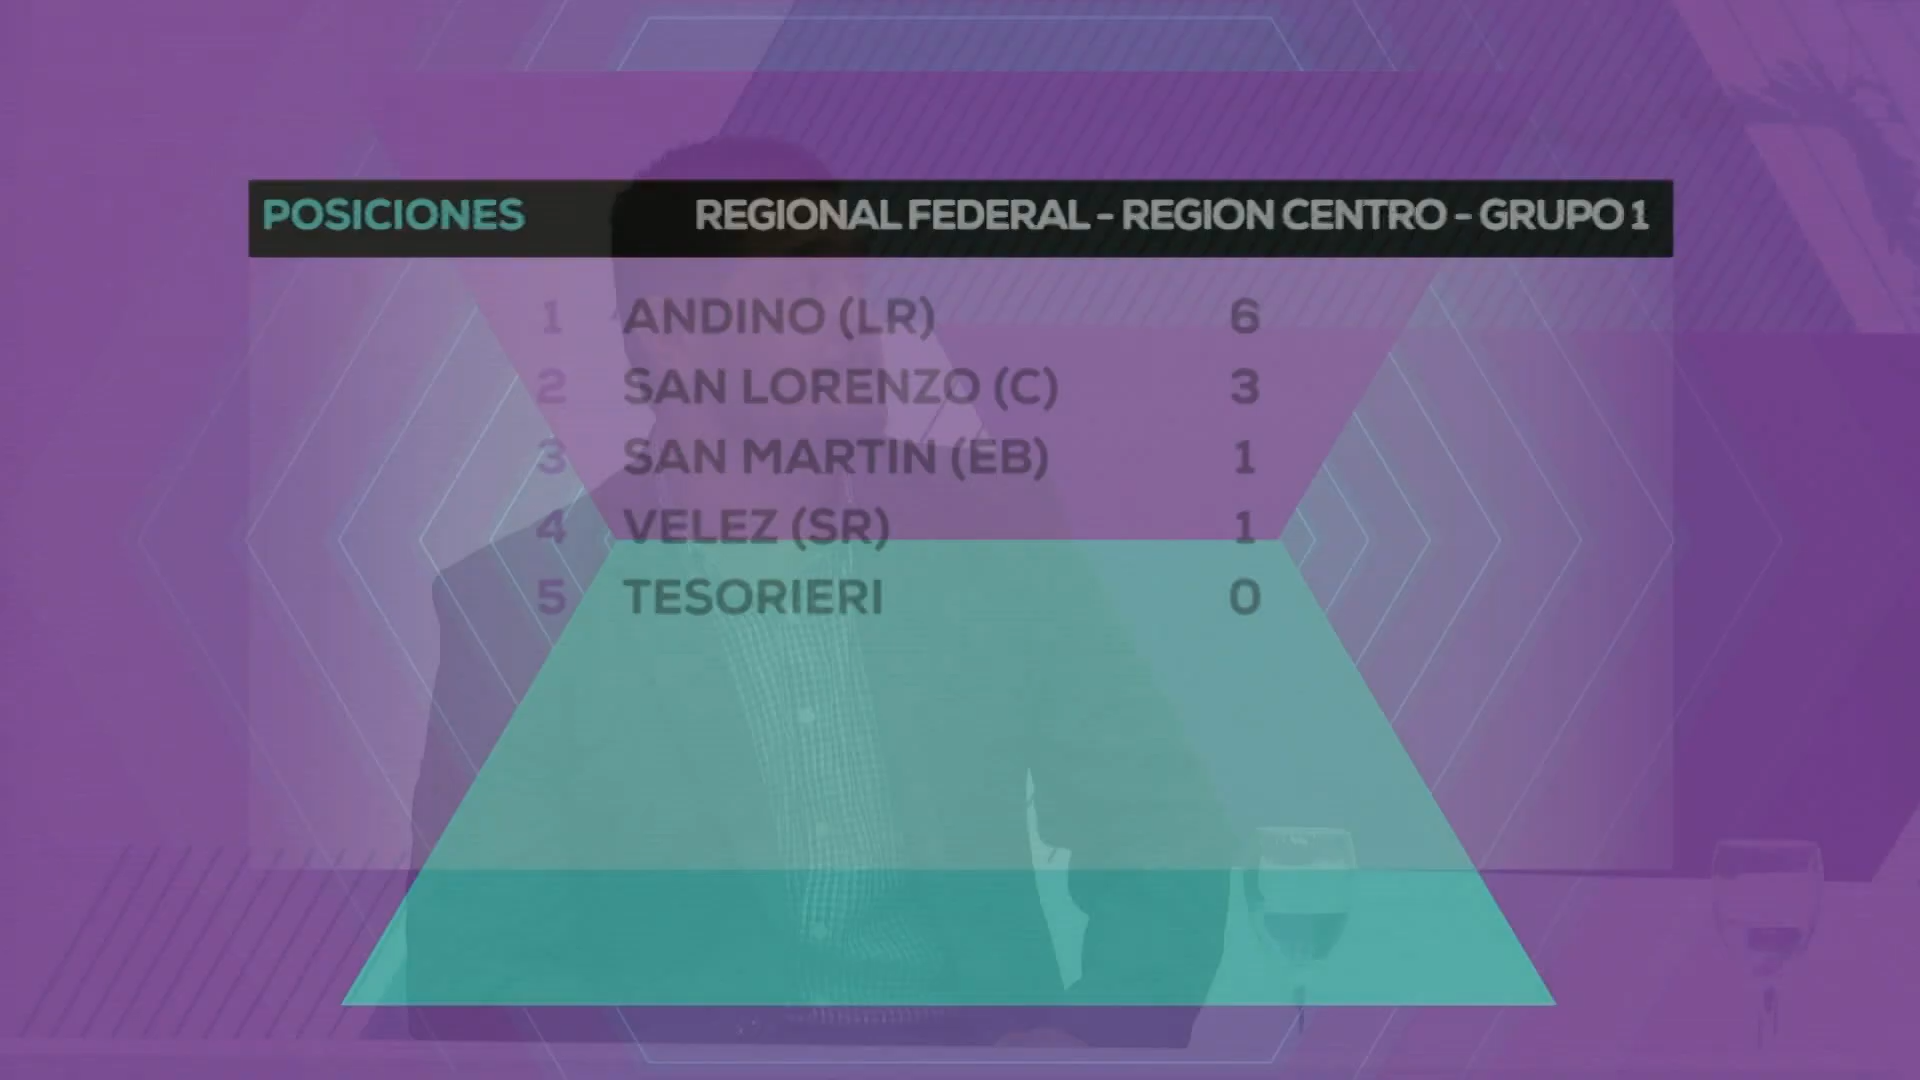 POSICIONES REGIONAL FEDERAL - REGION CENTRO - GRUPO 1
1 ANDINO (LR) 6
2 SAN LORENZO (C) 3
3 SAN MARTIN (EB) 1
4 VELEZ (SR) 1
5 TESORIERI 0